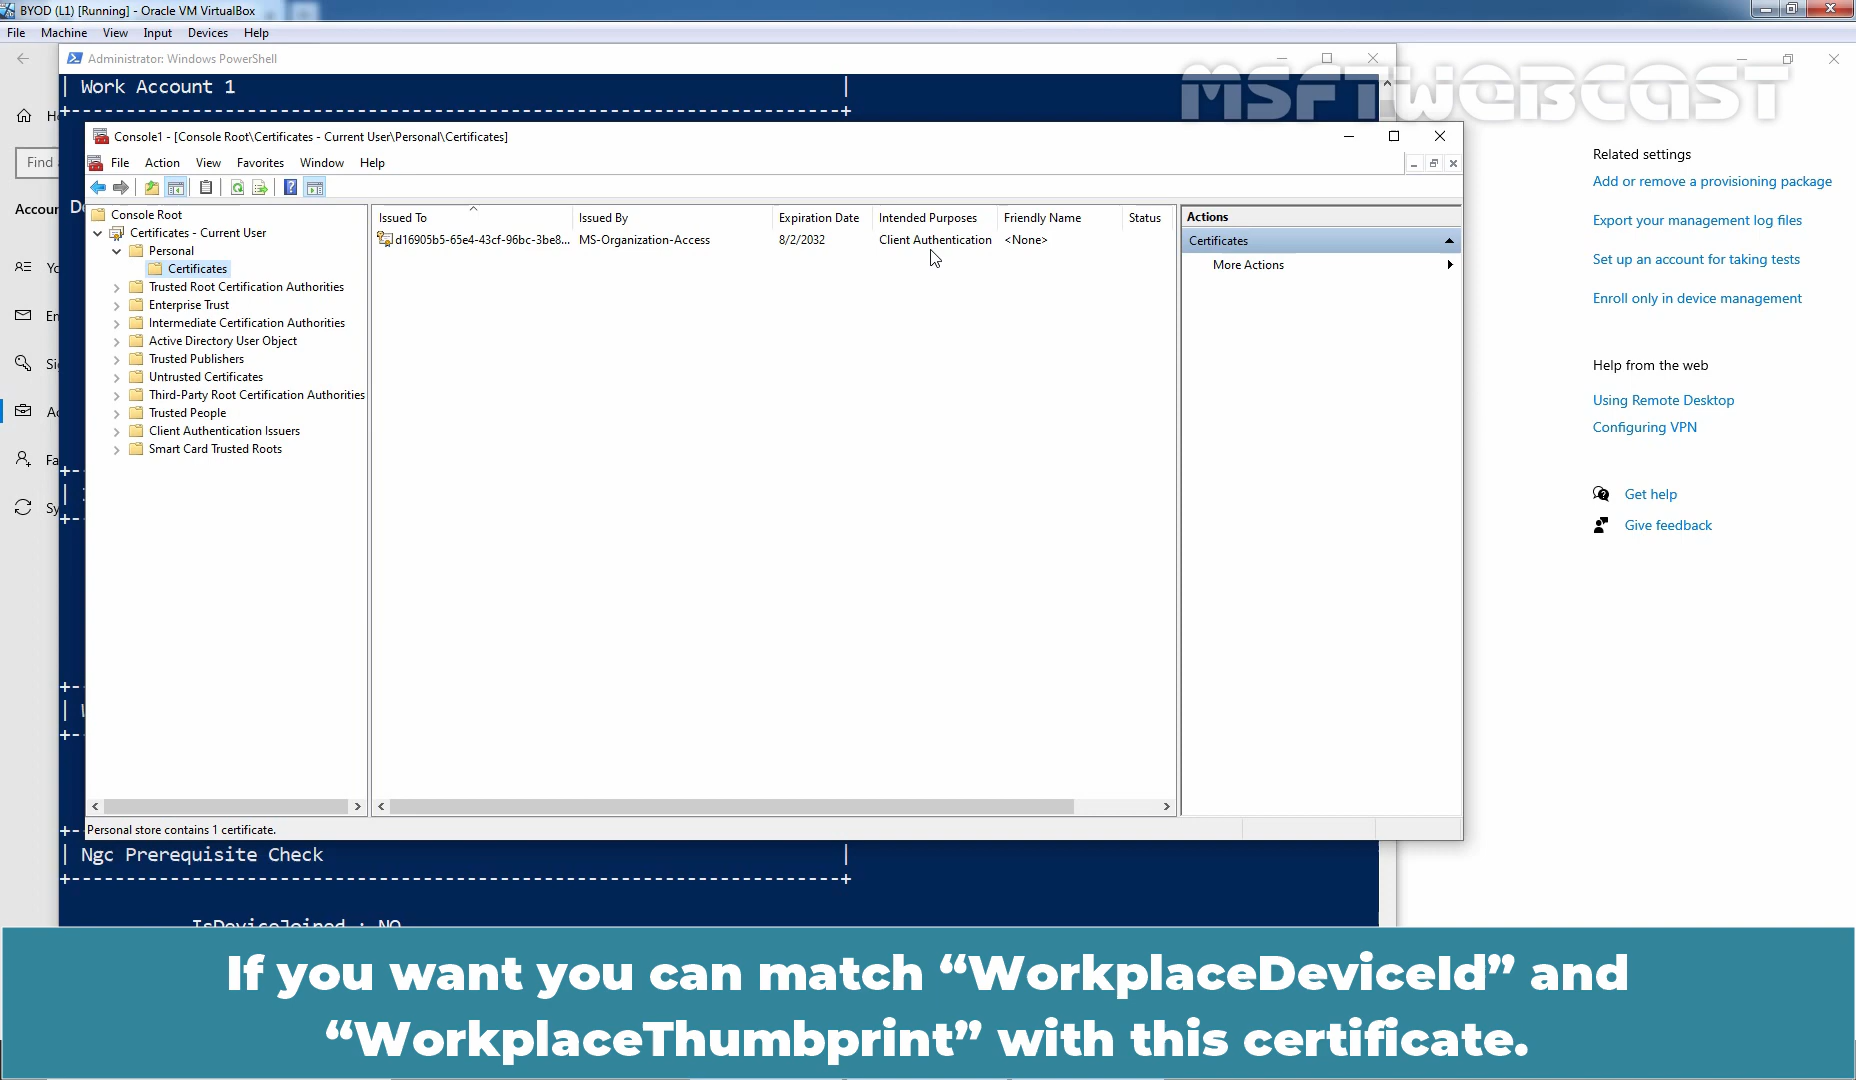 BYOD (L1) [Running] - Oracle VM VirtualBox
File Machine View Input Devices Help
Administrator: Windows PowerShell
| Work Account 1 |
+----------------------------------------------------------------------+
MSFTWEBCAST
Find
Accou
Console1 - [Console Root\Certificates - Current User\Personal\Certificates]
File Action View Favorites Window Help
Console Root
Certificates - Current User
Personal
Certificates
Trusted Root Certification Authorities
Enterprise Trust
Intermediate Certification Authorities
Active Directory User Object
Trusted Publishers
Untrusted Certificates
Third-Party Root Certification Authorities
Trusted People
Client Authentication Issuers
Smart Card Trusted Roots
Issued To Issued By Expiration Date Intended Purposes Friendly Name Status
d16905b5-65e4-43cf-96bc-3be8... MS-Organization-Access 8/2/2032 Client Authentication <None>
Actions
Certificates
More Actions
Personal store contains 1 certificate.
Related settings
Add or remove a provisioning package
Export your management log files
Set up an account for taking tests
Enroll only in device management
Help from the web
Using Remote Desktop
Configuring VPN
Get help
Give feedback
| Ngc Prerequisite Check |
+----------------------------------------------------------------------+
IsDeviceJoined : NO
If you want you can match “WorkplaceDeviceId” and
“WorkplaceThumbprint” with this certificate.